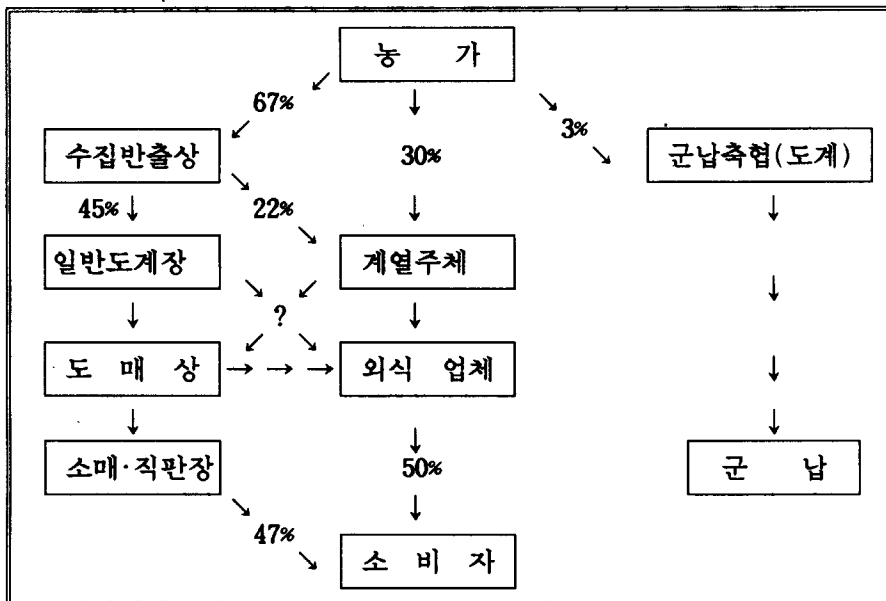 농 가
67%
3%
수집반출상 30% 군납축협(도계)
45% ↓ 22%
일반도계장 계열주체
?
도 매 상 → → → 외식 업체
소매·직판장 50% 군 납
47%
소 비 자